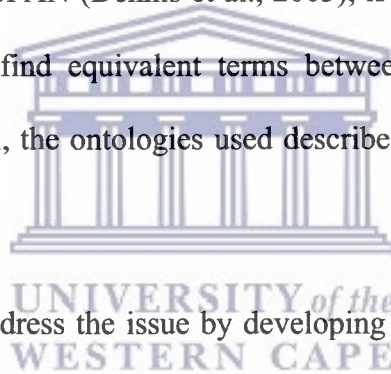 (Dennis et al., 2003),
find equivalent terms between
, the ontologies used describe
UNIVERSITY of the
dress the issue by developing
WESTERN CAPE